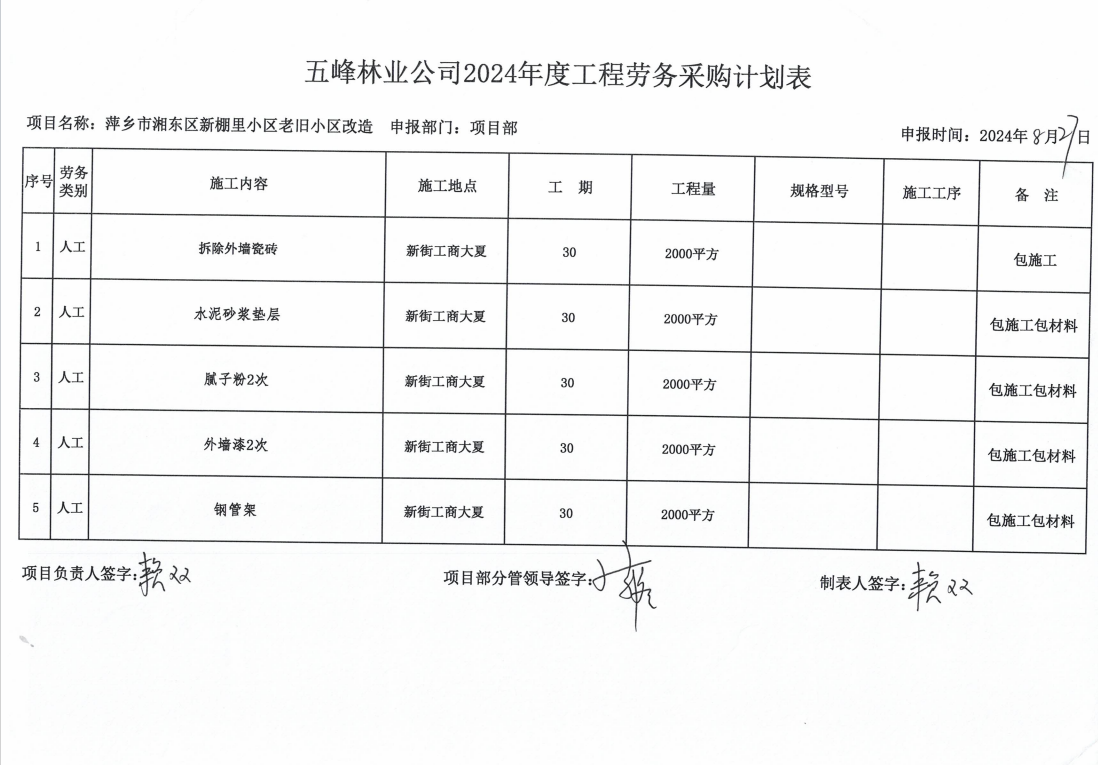 五峰林业公司2024年度工程劳务采购计划表
项目名称：萍乡市湘东区新棚里小区老旧小区改造 申报部门：项目部 申报时间：2024年8月27日
序号 劳务类别 施工内容 施工地点 工 期 工程量 规格型号 施工工序 备 注
1 人工 拆除外墙瓷砖 新街工商大夏 30 2000平方 包施工
2 人工 水泥砂浆垫层 新街工商大夏 30 2000平方 包施工包材料
3 人工 腻子粉2次 新街工商大夏 30 2000平方 包施工包材料
4 人工 外墙漆2次 新街工商大夏 30 2000平方 包施工包材料
5 人工 钢管架 新街工商大夏 30 2000平方 包施工包材料
项目负责人签字：赖双 项目部分管领导签字： 制表人签字：赖双